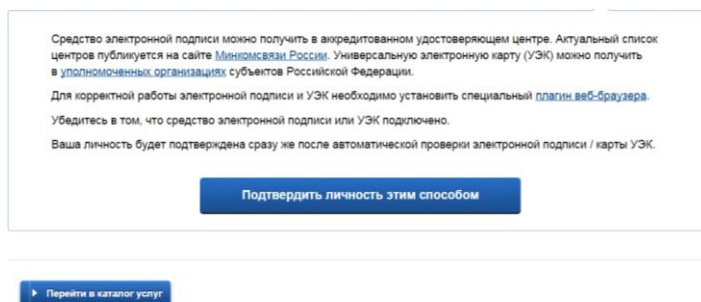 Средство электронной подписи можно получить в аккредитованном удостоверяющем центре. Актуальный список
центров публикуется на сайте Минкомсвязи России. Универсальную электронную карту (УЭК) можно получить
в уполномоченных организациях субъектов Российской Федерации.
Для корректной работы электронной подписи и УЭК необходимо установить специальный плагин веб-браузера.
Убедитесь в том, что средство электронной подписи или УЭК подключено.
Ваша личность будет подтверждена сразу же после автоматической проверки электронной подписи / карты УЭК.
Подтвердить личность этим способом
Перейти в каталог услуг